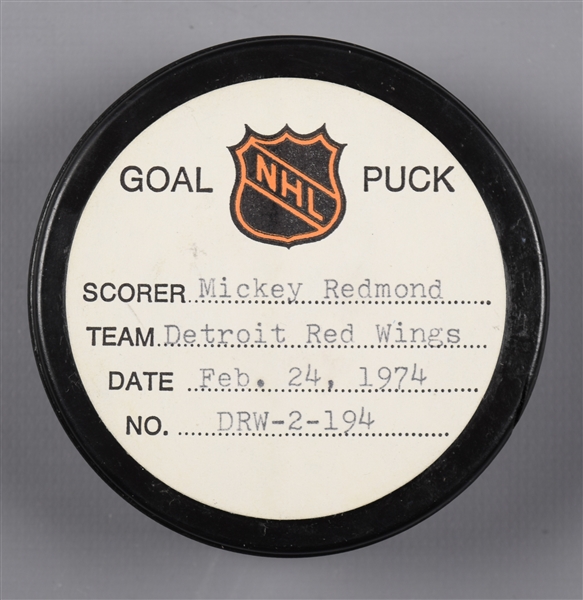 GOAL NHL PUCK
SCORER Mickey Redmond
TEAM Detroit Red Wings
DATE Feb. 24, 1974
NO. DRW-2-194